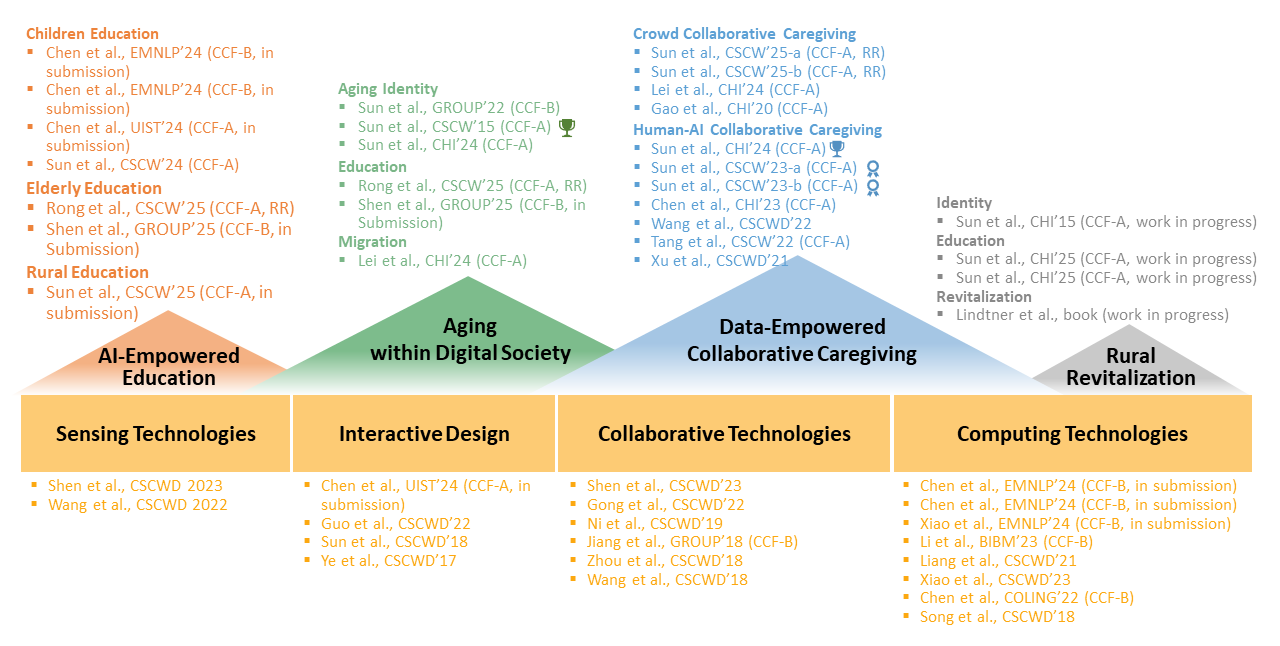 Children Education
▪ Chen et al., EMNLP’24 (CCF-B, in
submission)
▪ Chen et al., EMNLP’24 (CCF-B, in
submission)
▪ Chen et al., UIST’24 (CCF-A, in
submission)
▪ Sun et al., CSCW’24 (CCF-A)
Elderly Education
▪ Rong et al., CSCW’25 (CCF-A, RR)
▪ Shen et al., GROUP’25 (CCF-B, in
Submission)
Rural Education
▪ Sun et al., CSCW’25 (CCF-A, in
submission)
AI-Empowered
Education
Aging Identity
▪ Sun et al., GROUP’22 (CCF-B)
▪ Sun et al., CSCW’15 (CCF-A)
▪ Sun et al., CHI’24 (CCF-A)
Education
▪ Rong et al., CSCW’25 (CCF-A, RR)
▪ Shen et al., GROUP’25 (CCF-B, in
Submission)
Migration
▪ Lei et al., CHI’24 (CCF-A)
Aging
within Digital Society
Crowd Collaborative Caregiving
▪ Sun et al., CSCW’25-a (CCF-A, RR)
▪ Sun et al., CSCW’25-b (CCF-A, RR)
▪ Lei et al., CHI’24 (CCF-A)
▪ Gao et al., CHI’20 (CCF-A)
Human-AI Collaborative Caregiving
▪ Sun et al., CHI’24 (CCF-A)
▪ Sun et al., CSCW’23-a (CCF-A)
▪ Sun et al., CSCW’23-b (CCF-A)
▪ Chen et al., CHI’23 (CCF-A)
▪ Wang et al., CSCWD’22
▪ Tang et al., CSCW’22 (CCF-A)
▪ Xu et al., CSCWD’21
Data-Empowered
Collaborative Caregiving
Identity
▪ Sun et al., CHI’15 (CCF-A, work in progress)
Education
▪ Sun et al., CHI’25 (CCF-A, work in progress)
▪ Sun et al., CHI’25 (CCF-A, work in progress)
Revitalization
▪ Lindtner et al., book (work in progress)
Rural
Revitalization
Sensing Technologies
Interactive Design
Collaborative Technologies
Computing Technologies
▪ Shen et al., CSCWD 2023
▪ Wang et al., CSCWD 2022
▪ Chen et al., UIST’24 (CCF-A, in
submission)
▪ Guo et al., CSCWD’22
▪ Sun et al., CSCWD’18
▪ Ye et al., CSCWD’17
▪ Shen et al., CSCWD’23
▪ Gong et al., CSCWD’22
▪ Ni et al., CSCWD’19
▪ Jiang et al., GROUP’18 (CCF-B)
▪ Zhou et al., CSCWD’18
▪ Wang et al., CSCWD’18
▪ Chen et al., EMNLP’24 (CCF-B, in submission)
▪ Chen et al., EMNLP’24 (CCF-B, in submission)
▪ Xiao et al., EMNLP’24 (CCF-B, in submission)
▪ Li et al., BIBM’23 (CCF-B)
▪ Liang et al., CSCWD’21
▪ Xiao et al., CSCWD’23
▪ Chen et al., COLING’22 (CCF-B)
▪ Song et al., CSCWD’18